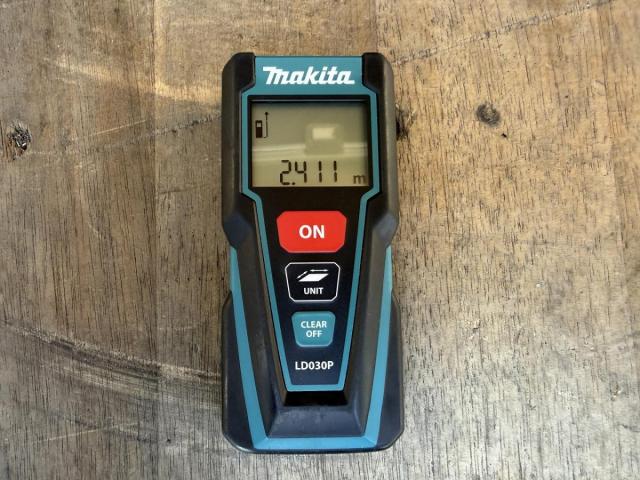 makita
2.411 m
ON
UNIT
CLEAR
OFF
LD030P